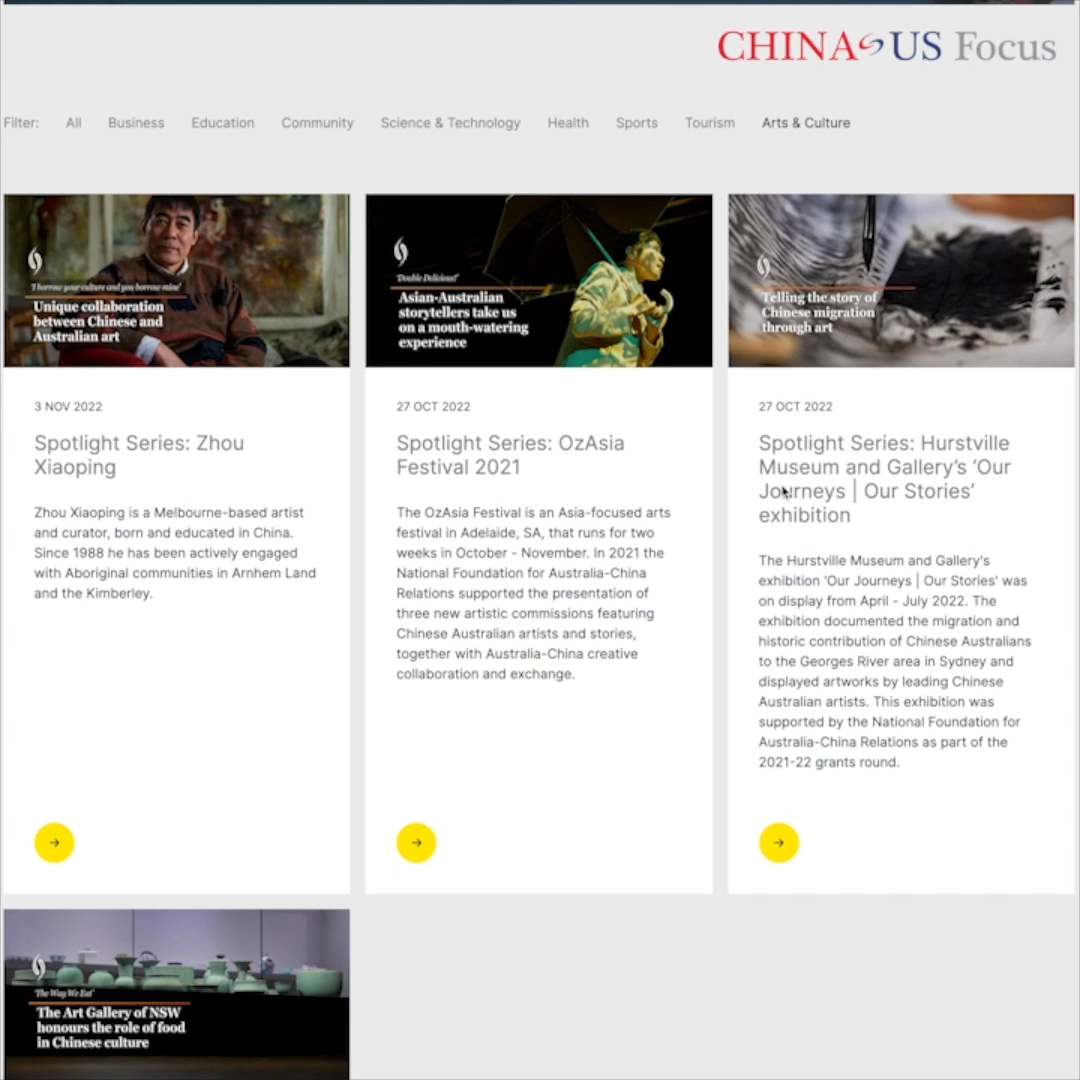 CHINA US Focus
Filter: All Business Education Community Science & Technology Health Sports Tourism Arts & Culture
'I borrow your culture and you borrow mine'
Unique collaboration
between Chinese and
Australian art
3 NOV 2022
Spotlight Series: Zhou
Xiaoping
Zhou Xiaoping is a Melbourne-based artist
and curator, born and educated in China.
Since 1988 he has been actively engaged
with Aboriginal communities in Arnhem Land
and the Kimberley.
'Double Delicious!'
Asian-Australian
storytellers take us
on a mouth-watering
experience
27 OCT 2022
Spotlight Series: OzAsia
Festival 2021
The OzAsia Festival is an Asia-focused arts
festival in Adelaide, SA, that runs for two
weeks in October - November. In 2021 the
National Foundation for Australia-China
Relations supported the presentation of
three new artistic commissions featuring
Chinese Australian artists and stories,
together with Australia-China creative
collaboration and exchange.
Telling the story of
Chinese migration
through art
27 OCT 2022
Spotlight Series: Hurstville
Museum and Gallery's 'Our
Journeys | Our Stories'
exhibition
The Hurstville Museum and Gallery's
exhibition 'Our Journeys | Our Stories' was
on display from April - July 2022. The
exhibition documented the migration and
historic contribution of Chinese Australians
to the Georges River area in Sydney and
displayed artworks by leading Chinese
Australian artists. This exhibition was
supported by the National Foundation for
Australia-China Relations as part of the
2021-22 grants round.
'The Way We Eat'
The Art Gallery of NSW
honours the role of food
in Chinese culture